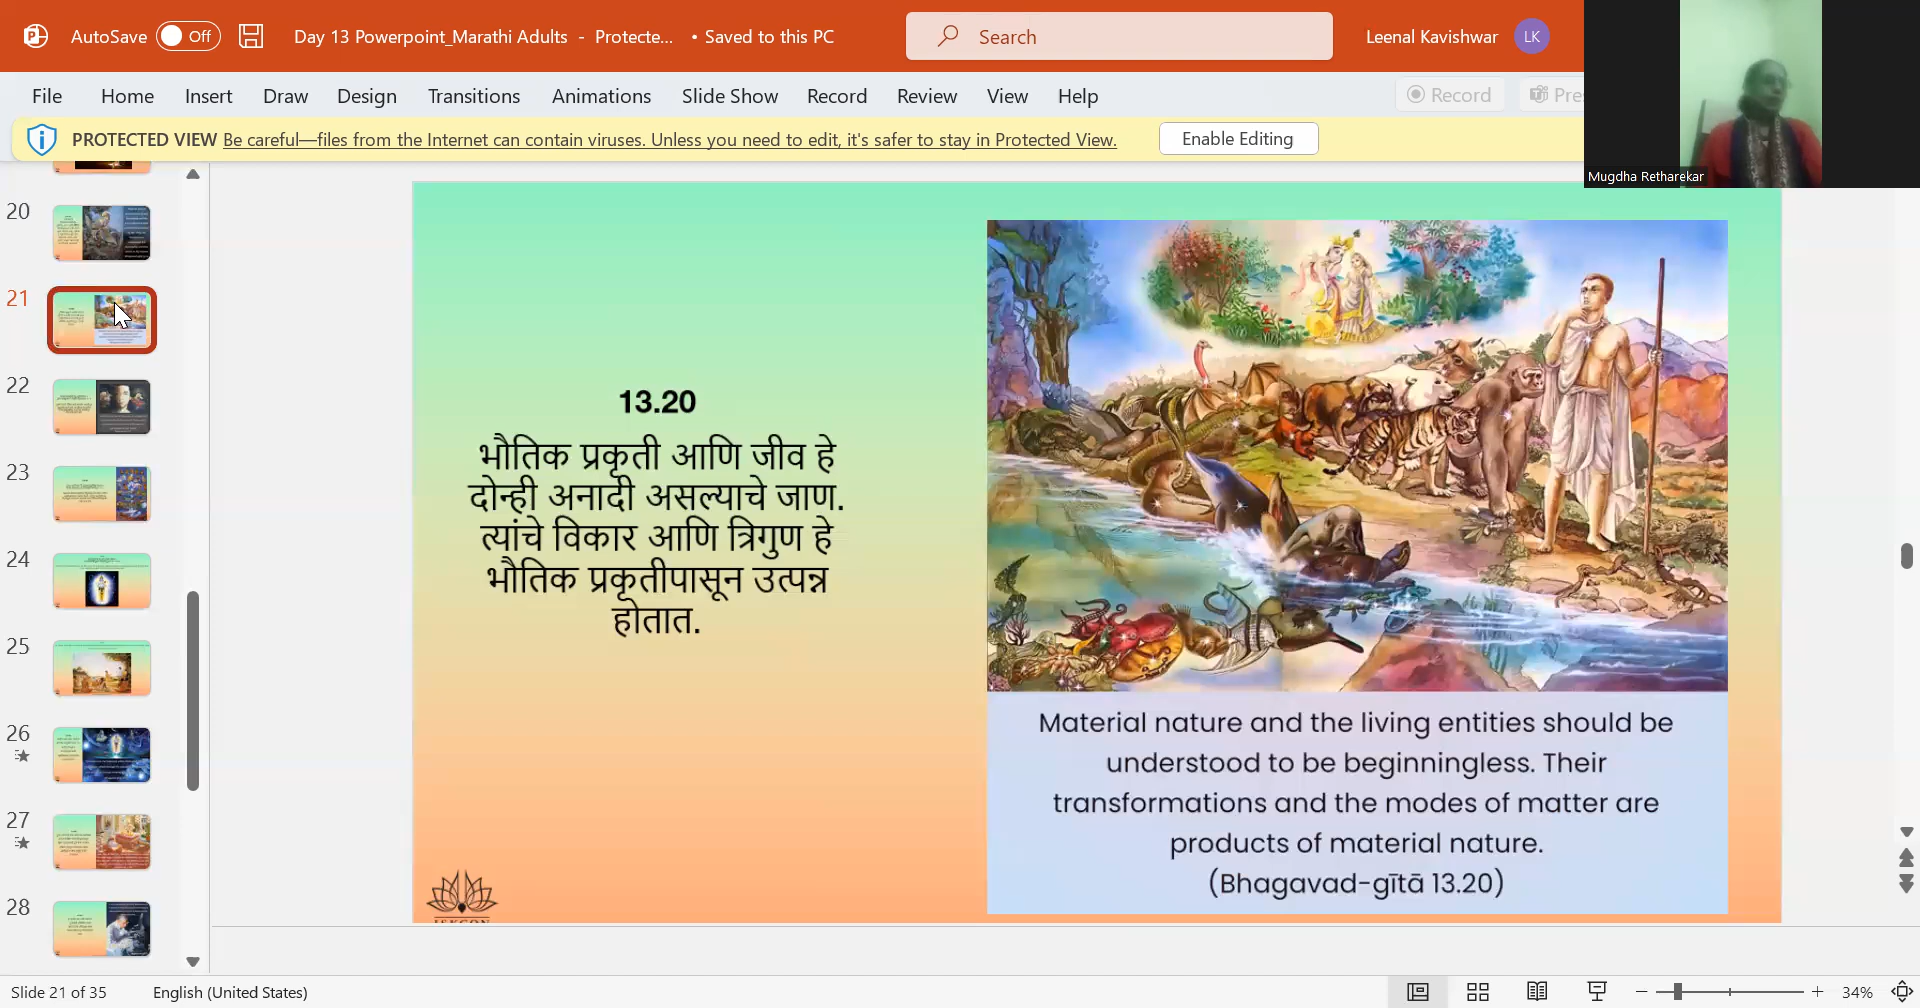 AutoSave Off Day 13 Powerpoint_Marathi Adults - Protecte... • Saved to this PC Search Leenal Kavishwar LK
File Home Insert Draw Design Transitions Animations Slide Show Record Review View Help Record Pres
PROTECTED VIEW Be careful—files from the Internet can contain viruses. Unless you need to edit, it's safer to stay in Protected View. Enable Editing
Mugdha Retharekar
20
21
22
23
24
25
26
27
28
13.20
भौतिक प्रकृती आणि जीव हे
दोन्ही अनादी असल्याचे जाण.
त्यांचे विकार आणि त्रिगुण हे
भौतिक प्रकृतीपासून उत्पन्न
होतात.
Material nature and the living entities should be
understood to be beginningless. Their
transformations and the modes of matter are
products of material nature.
(Bhagavad-gītā 13.20)
ISKCON
Slide 21 of 35 English (United States) 34%